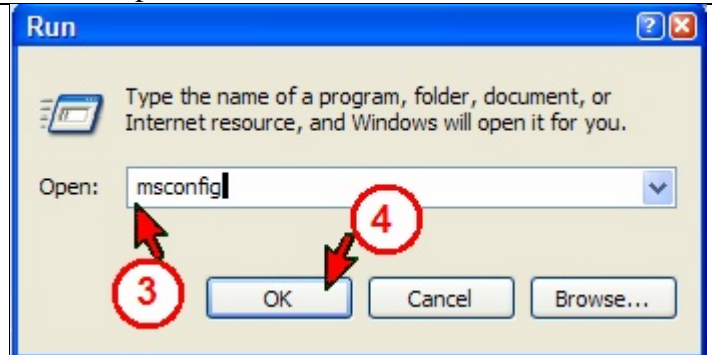 Run
Type the name of a program, folder, document, or
Internet resource, and Windows will open it for you.
Open: msconfig
4
3
OK Cancel Browse...